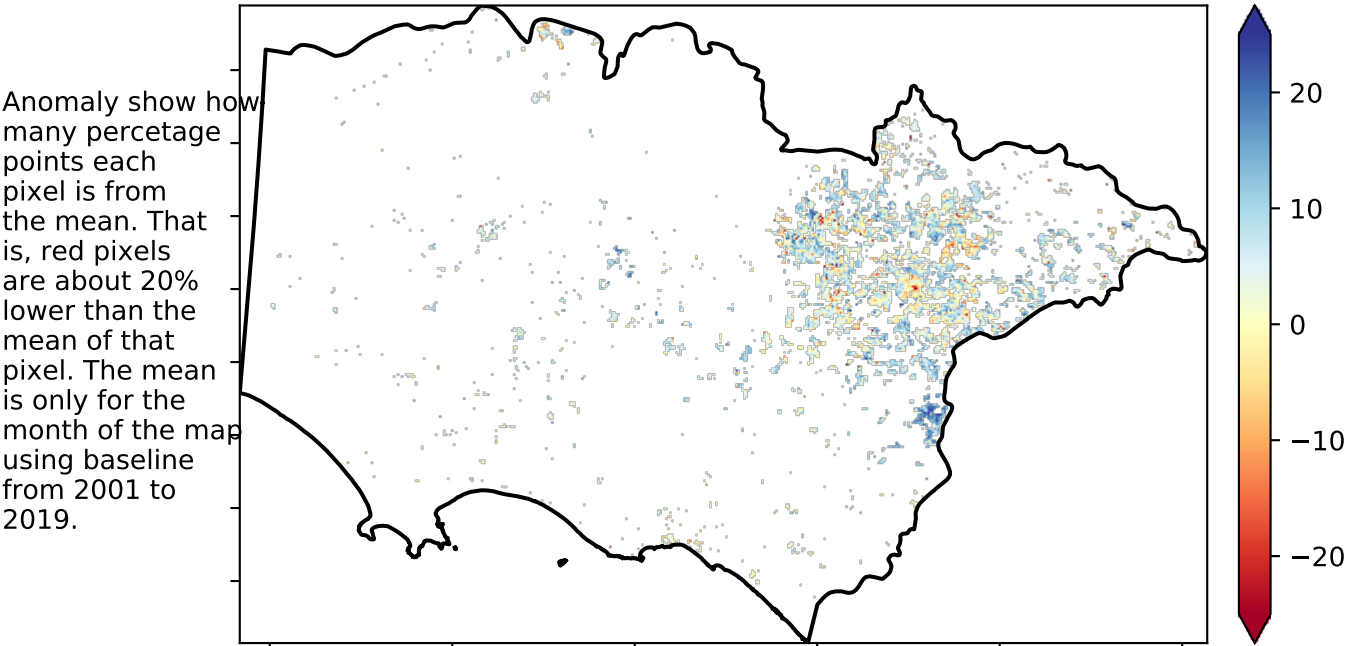 Anomaly show how
many percetage
points each
pixel is from
the mean. That
is, red pixels
are about 20%
lower than the
mean of that
pixel. The mean
is only for the
month of the map
using baseline
from 2001 to
2019.
20
10
0
−10
−20